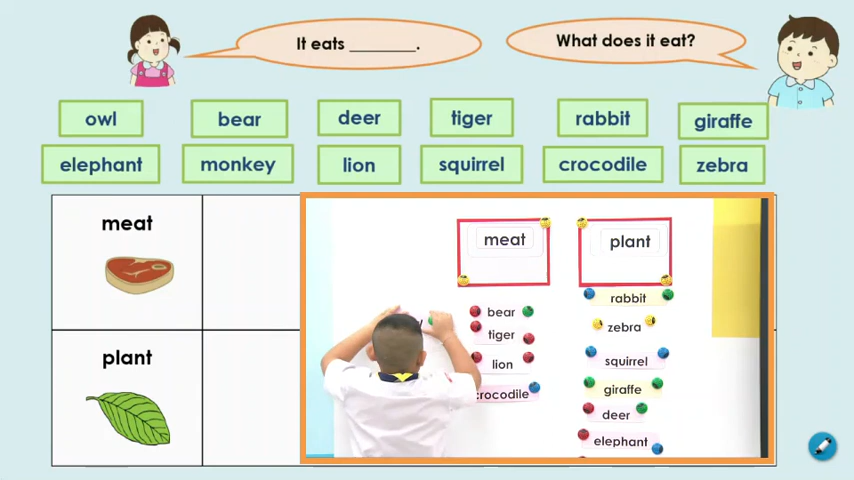 It eats _______.
What does it eat?
owl
bear
deer
tiger
rabbit
giraffe
elephant
monkey
lion
squirrel
crocodile
zebra
meat
plant
meat
bear
tiger
lion
crocodile
plant
rabbit
zebra
squirrel
giraffe
deer
elephant